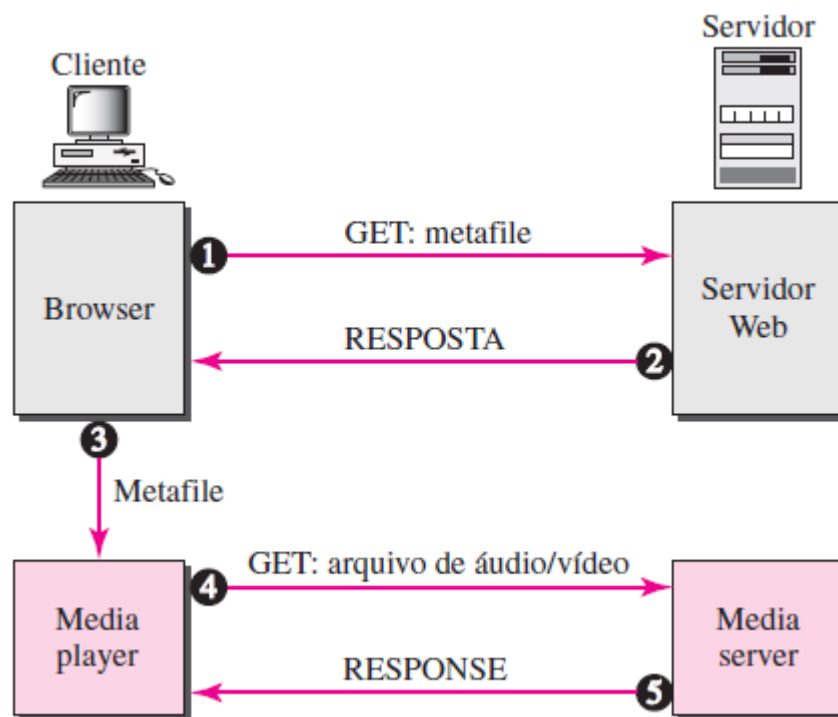 Cliente
Servidor
1
GET: metafile
Browser
Servidor
Web
RESPOSTA
2
3
Metafile
GET: arquivo de áudio/vídeo
4
Media
player
Media
server
RESPONSE
5